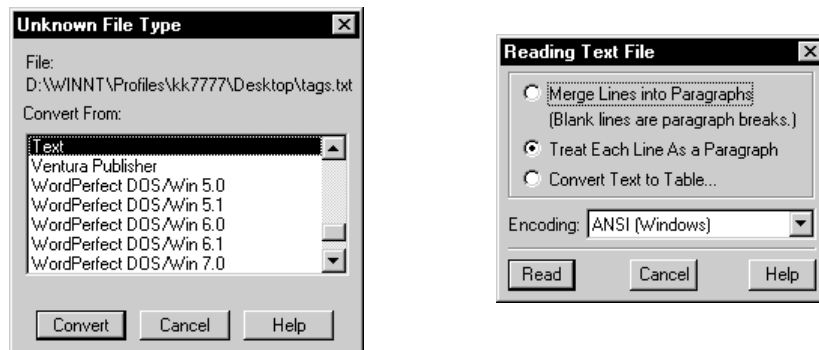 Unknown File Type
File:
D:\WINNT\Profiles\kk7777\Desktop\tags.txt
Convert From:
Text
Ventura Publisher
WordPerfect DOS/Win 5.0
WordPerfect DOS/Win 5.1
WordPerfect DOS/Win 6.0
WordPerfect DOS/Win 6.1
WordPerfect DOS/Win 7.0
Convert Cancel Help
Reading Text File
Merge Lines into Paragraphs
(Blank lines are paragraph breaks.)
Treat Each Line As a Paragraph
Convert Text to Table...
Encoding: ANSI (Windows)
Read Cancel Help